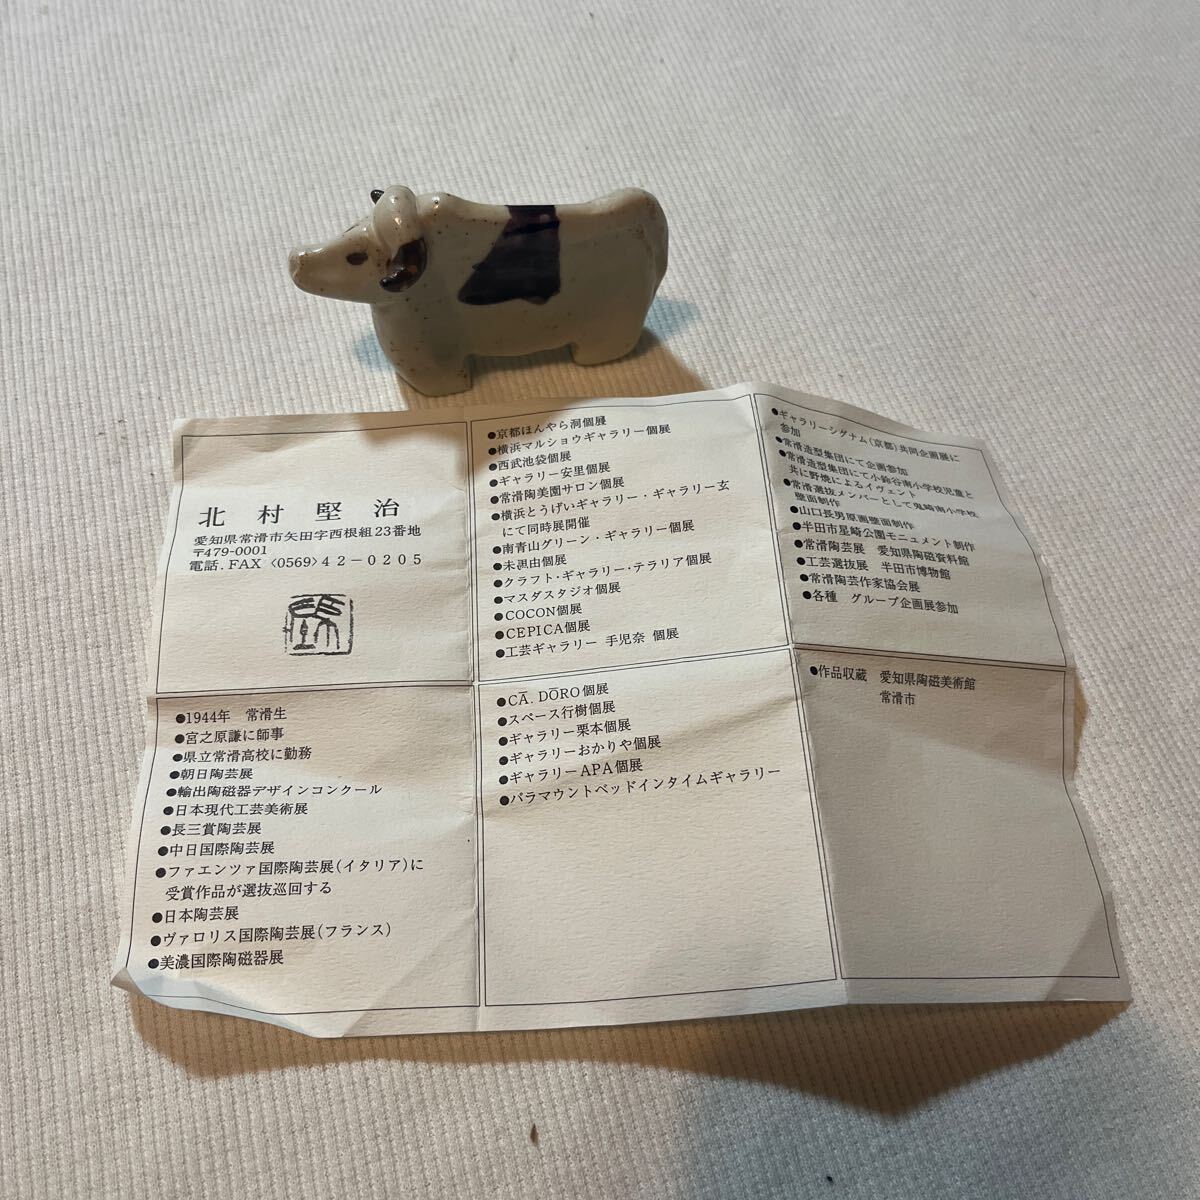 北村堅治
愛知県常滑市矢田字西根組23番地
〒479-0001
電話.FAX〈0569〉42-0205
●1944年 常滑生
●宮之原謙に師事
●県立常滑高校に勤務
●朝日陶芸展
●輸出陶磁器デザインコンクール
●日本現代工芸美術展
●長三賞陶芸展
●中日国際陶芸展
●ファエンツァ国際陶芸展(イタリア)に
受賞作品が選抜巡回する
●日本陶芸展
●ヴァロリス国際陶芸展(フランス)
●美濃国際陶磁器展
●京都ほんやら洞個展
●横浜マルショウギャラリー個展
●西武池袋個展
●ギャラリー安里個展
●常滑陶美園サロン個展
●横浜とうげいギャラリー・ギャラリー玄
にて同時展開催
●南青山グリーン・ギャラリー個展
●未黒由個展
●クラフト・ギャラリー・テラリア個展
●マスダスタジオ個展
●COCON個展
●CEPICA個展
●工芸ギャラリー 手児奈 個展
●CĀ. DŌRO個展
●スペース行樹個展
●ギャラリー栗本個展
●ギャラリーおかりや個展
●ギャラリーAPA個展
●パラマウントベッドインタイムギャラリー
●ギャラリーシグナム(京都)共同企画展に
参加
●常滑造型集団にて企画参加
●常滑造型集団にて小鈴谷南小学校児童と
共に野焼によるイヴェント
●常滑選抜メンバーとして鬼崎南小学校
壁面制作
●山口長男原画壁面制作
●半田市星崎公園モニュメント制作
●常滑陶芸展 愛知県陶磁資料館
●工芸選抜展 半田市博物館
●常滑陶芸作家協会展
●各種 グループ企画展参加
●作品収蔵 愛知県陶磁美術館
常滑市